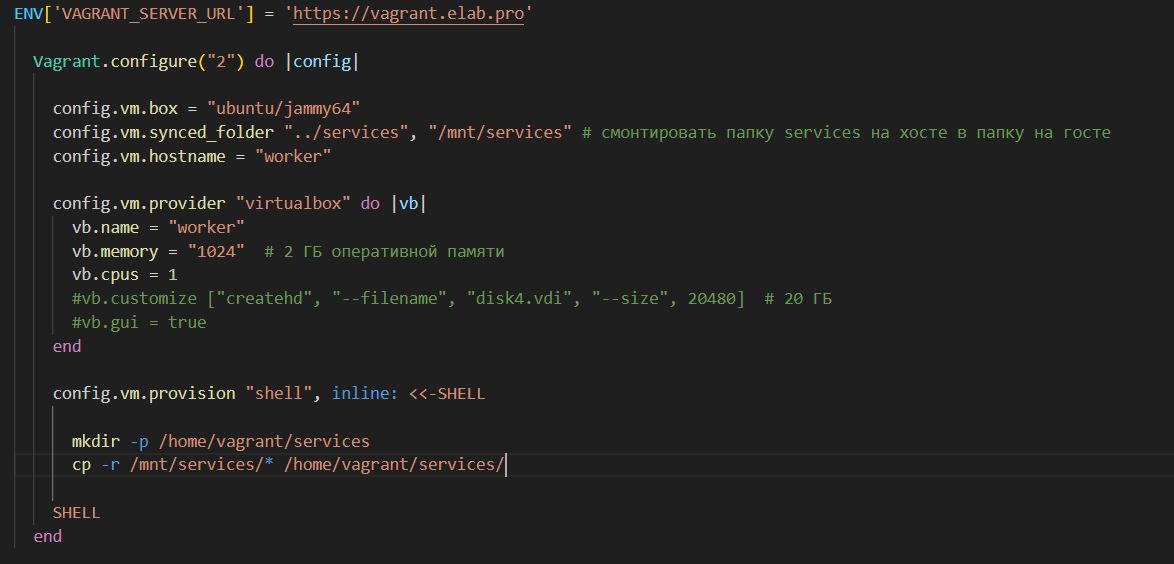 ENV['VAGRANT_SERVER_URL'] = 'https://vagrant.elab.pro'
Vagrant.configure("2") do |config|
config.vm.box = "ubuntu/jammy64"
config.vm.synced_folder "../services", "/mnt/services" # смонтировать папку services на хосте в папку на госте
config.vm.hostname = "worker"
config.vm.provider "virtualbox" do |vb|
vb.name = "worker"
vb.memory = "1024"  # 2 ГБ оперативной памяти
vb.cpus = 1
#vb.customize ["createhd", "--filename", "disk4.vdi", "--size", 20480]  # 20 ГБ
#vb.gui = true
end
config.vm.provision "shell", inline: <<-SHELL
mkdir -p /home/vagrant/services
cp -r /mnt/services/* /home/vagrant/services/
SHELL
end